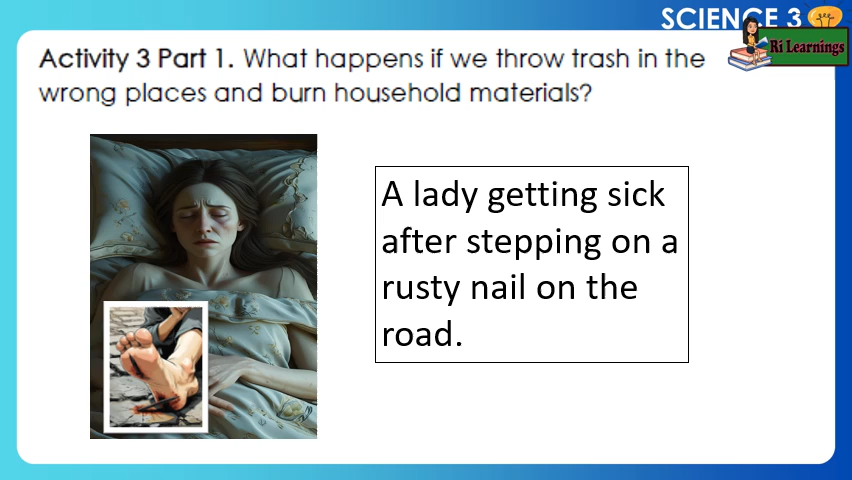 SCIENCE 3
Ri Learnings
Activity 3 Part 1. What happens if we throw trash in the
wrong places and burn household materials?
A lady getting sick
after stepping on a
rusty nail on the
road.